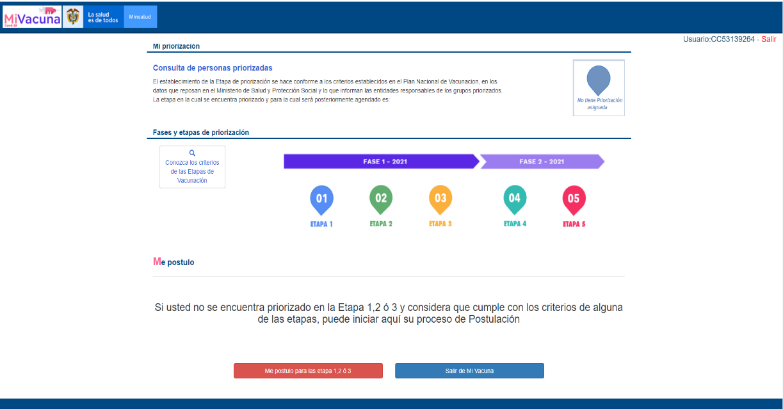 MiVacuna
La salud
es de todos
Minsalud
Usuario:CC53139264 - Salir
Mi priorización
Consulta de personas priorizadas
El establecimiento de la Etapa de priorización se hace conforme a los criterios establecidos en el Plan Nacional de Vacunacion, en los
datos que reposan en el Ministerio de Salud y Protección Social y lo que informan las entidades responsables de los grupos priorizados.
La etapa en la cual se encuentra priorizado y para la cual será posteriormente agendado es:
No tiene Priorización
asignada
Fases y etapas de priorización
Conozca los criterios
de las Etapas de
Vacunación
FASE 1 - 2021
FASE 2 - 2021
01
02
03
04
05
ETAPA 1
ETAPA 2
ETAPA 3
ETAPA 4
ETAPA 5
Me postulo
Si usted no se encuentra priorizado en la Etapa 1,2 ó 3 y considera que cumple con los criterios de alguna
de las etapas, puede iniciar aquí su proceso de Postulación
Me postulo para las etapa 1,2 ó 3
Salir de Mi Vacuna